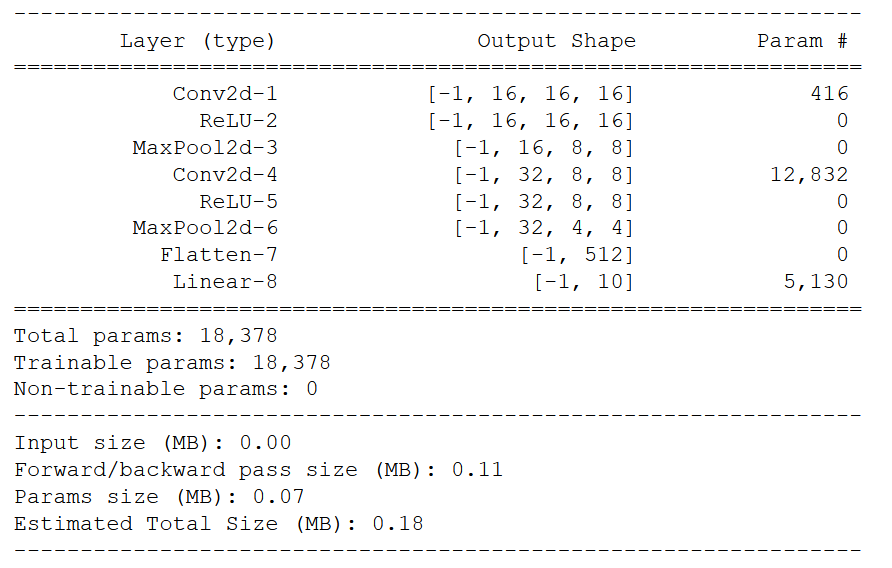 ----------------------------------------------------------------
Layer (type) Output Shape Param #
================================================================
Conv2d-1 [-1, 16, 16, 16] 416
ReLU-2 [-1, 16, 16, 16] 0
MaxPool2d-3 [-1, 16, 8, 8] 0
Conv2d-4 [-1, 32, 8, 8] 12,832
ReLU-5 [-1, 32, 8, 8] 0
MaxPool2d-6 [-1, 32, 4, 4] 0
Flatten-7 [-1, 512] 0
Linear-8 [-1, 10] 5,130
================================================================
Total params: 18,378
Trainable params: 18,378
Non-trainable params: 0
----------------------------------------------------------------
Input size (MB): 0.00
Forward/backward pass size (MB): 0.11
Params size (MB): 0.07
Estimated Total Size (MB): 0.18
----------------------------------------------------------------